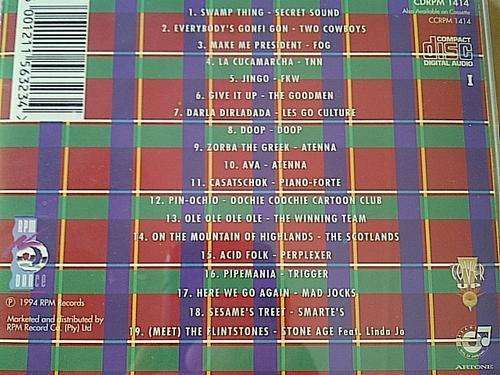 CDRPM 1414
Also Available on Cassette
CCRPM 1414
COMPACT
disc
DIGITAL AUDIO
I
1. SWAMP THING - SECRET SOUND
2. EVERYBODY'S GONFI GON - TWO COWBOYS
3. MAKE ME PRESIDENT - FOG
4. LA CUCAMARCHA - TNN
5. JINGO - FKW
6. GIVE IT UP - THE GOODMEN
7. DARLA DIRLADADA - LES GO CULTURE
8. DOOP - DOOP
9. ZORBA THE GREEK - ATENNA
10. AVA - ATENNA
11. CASATSCHOK - PIANO-FORTE
12. PIN-OCHIO - OOCHIE COOCHIE CARTOON CLUB
13. OLE OLE OLE OLE - THE WINNING TEAM
14. ON THE MOUNTAIN OF HIGHLANDS - THE SCOTLANDS
15. ACID FOLK - PERPLEXER
16. PIPEMANIA - TRIGGER
17. HERE WE GO AGAIN - MAD JOCKS
18. SESAME'S TREET - SMARTE'S
19. (MEET) THE FLINTSTONES - STONE AGE Feat. Linda Jo
RPM
DANCE
℗ 1994 RPM Records
Marketed and distributed by
RPM Record Co. (Pty) Ltd
COVER
ARTONE